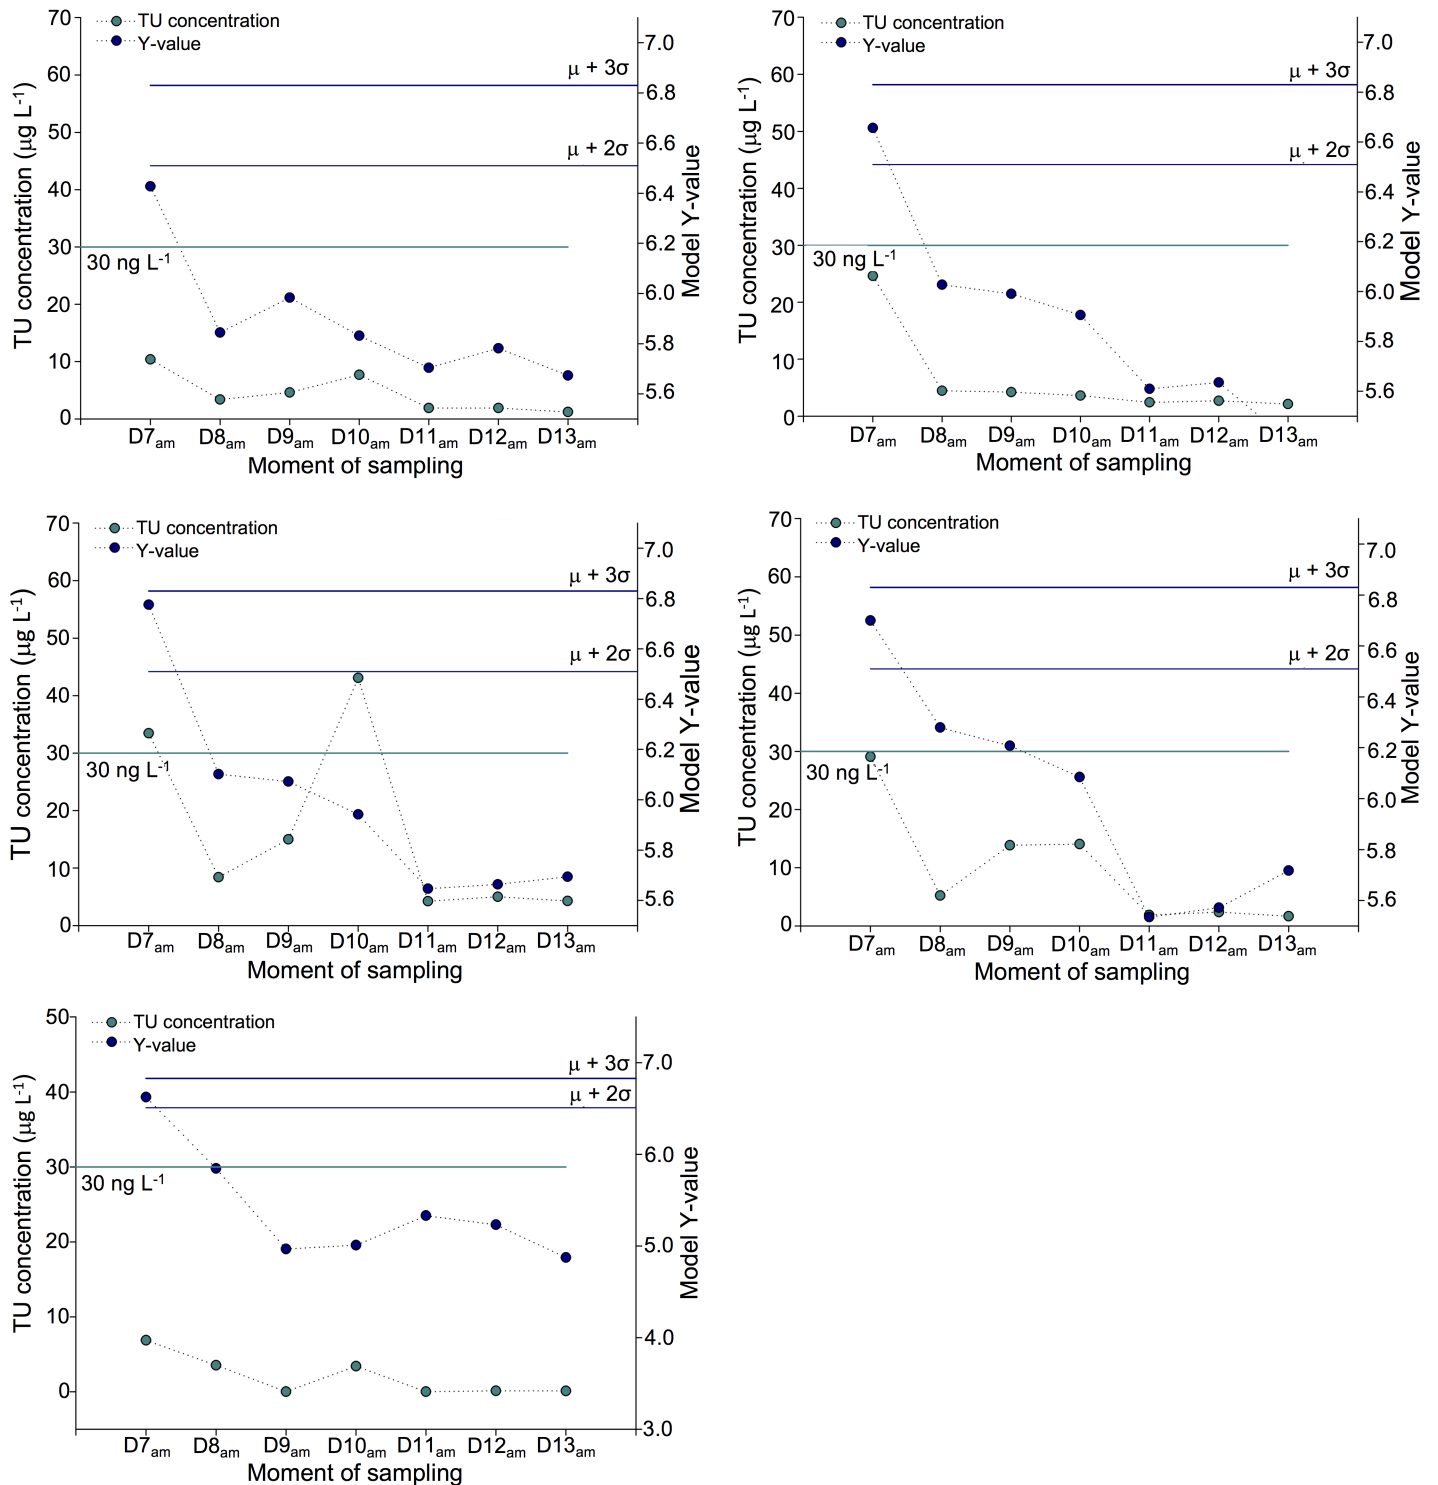 TU concentration
Y-value
70
60
50
40
30
20
10
0
TU concentration (μg L-1)
μ + 3σ
μ + 2σ
30 ng L-1
7.0
6.8
6.6
6.4
6.2
6.0
5.8
5.6
Model Y-value
D7am D8am D9am D10am D11am D12am D13am
Moment of sampling
TU concentration
Y-value
70
60
50
40
30
20
10
0
TU concentration (μg L-1)
μ + 3σ
μ + 2σ
30 ng L-1
7.0
6.8
6.6
6.4
6.2
6.0
5.8
5.6
Model Y-value
D7am D8am D9am D10am D11am D12am D13am
Moment of sampling
TU concentration
Y-value
70
60
50
40
30
20
10
0
TU concentration (μg L-1)
μ + 3σ
μ + 2σ
30 ng L-1
7.0
6.8
6.6
6.4
6.2
6.0
5.8
5.6
Model Y-value
D7am D8am D9am D10am D11am D12am D13am
Moment of sampling
TU concentration
Y-value
70
60
50
40
30
20
10
0
TU concentration (μg L-1)
μ + 3σ
μ + 2σ
30 ng L-1
7.0
6.8
6.6
6.4
6.2
6.0
5.8
5.6
Model Y-value
D7am D8am D9am D10am D11am D12am D13am
Moment of sampling
TU concentration
Y-value
50
40
30
20
10
0
TU concentration (μg L-1)
μ + 3σ
μ + 2σ
30 ng L-1
7.0
6.0
5.0
4.0
3.0
Model Y-value
D7am D8am D9am D10am D11am D12am D13am
Moment of sampling